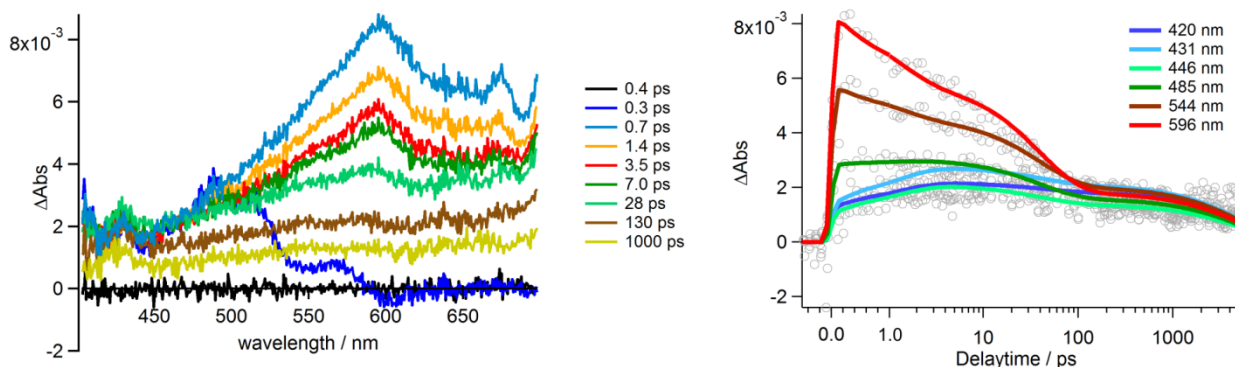 8x10-3
6
4
2
0
-2
ΔAbs
450
500
550
600
650
wavelength / nm
0.4 ps
0.3 ps
0.7 ps
1.4 ps
3.5 ps
7.0 ps
28 ps
130 ps
1000 ps
8x10-3
6
4
2
0
-2
ΔAbs
0.0
1.0
10
100
1000
Delaytime / ps
420 nm
431 nm
446 nm
485 nm
544 nm
596 nm